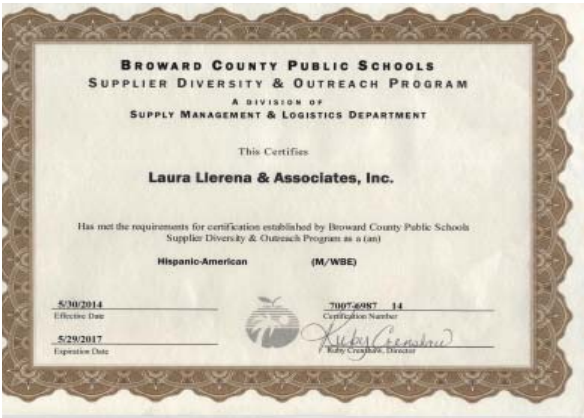 BROWARD COUNTY PUBLIC SCHOOLS
SUPPLIER DIVERSITY & OUTREACH PROGRAM
A DIVISION OF
SUPPLY MANAGEMENT & LOGISTICS DEPARTMENT
This Certifies
Laura Llerena & Associates, Inc.
Has met the requirements for certification established by Broward County Public Schools
Supplier Diversity & Outreach Program as a (an)
Hispanic-American (M/WBE)
5/30/2014
Effective Date
7007-6987 14
Certification Number
5/29/2017
Expiration Date
Ruby Crenshaw
Ruby Crenshaw, Director